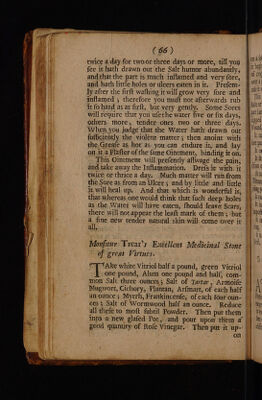 ( 66 )
twice a day for two or three days or more, till you
see it hath drawn out the Salt humor abundantly,
and that the part is much inflamed and very sore,
and hath little holes or ulcers eaten in it. Present-
ly after the first washing it will grow very sore and
inflamed ; therefore you must not afterwards rub
it so hard as at first, but very gently. Some Sores
will require that you use the water five or six days,
others more, tender ones two or three days.
When you judge that the Water hath drawn out
sufficiently the violent matter ; then anoint with
the Grease as hot as you can endure it, and lay
on it a Plaster of the same Ointment, binding it on.
This Ointment will presently asswage the pain,
and take away the Inflammation. Dress it with it
twice or thrice a day. Much matter will run from
the Sore as from an Ulcer ; and by little and little
it will heal up. And that which is wonderful is,
that whereas one would think that such deep holes
as the Water will have eaten, should leave Scars,
there will not appear the least mark of them ; but
a fine new tender natural skin will come over it
all.
Monsieur Excellent Medicinal Stone
of great Virtues.
TAke white Vitriol half a pound, green Vitriol
one pound, Alum one pound and half, com-
mon Salt three ounces ; Salt of Tartar, Armoise
Mugwort, Cichory, Plantan, Arsmart, of each half
an ounce ; Myrrh, Frankincense, of each four oun-
ces ; Salt of Wormwood half an ounce. Reduce
all these to most subtil Powder. Then put them
into a new glased Pot, and pour upon them a
good quantity of Rose Vinegar. Then put it up-
on